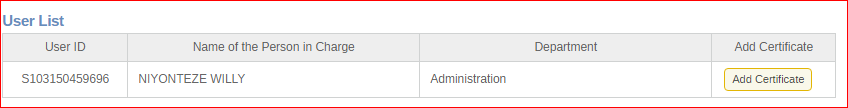 User List
User ID Name of the Person in Charge Department Add Certificate
S103150459696 NIYONTEZE WILLY Administration Add Certificate